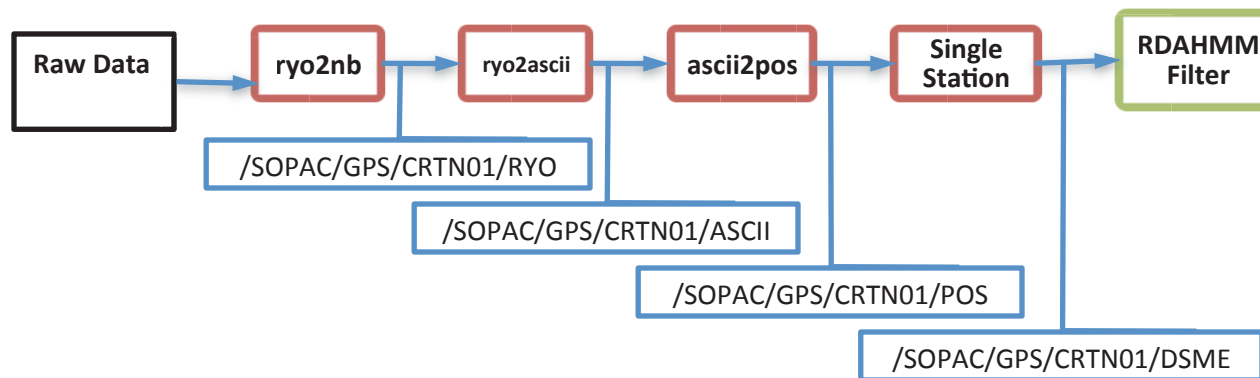 Raw Data
ryo2nb
ryo2ascii
ascii2pos
Single
Station
RDAHMM
Filter
/SOPAC/GPS/CRTN01/RYO
/SOPAC/GPS/CRTN01/ASCII
/SOPAC/GPS/CRTN01/POS
/SOPAC/GPS/CRTN01/DSME